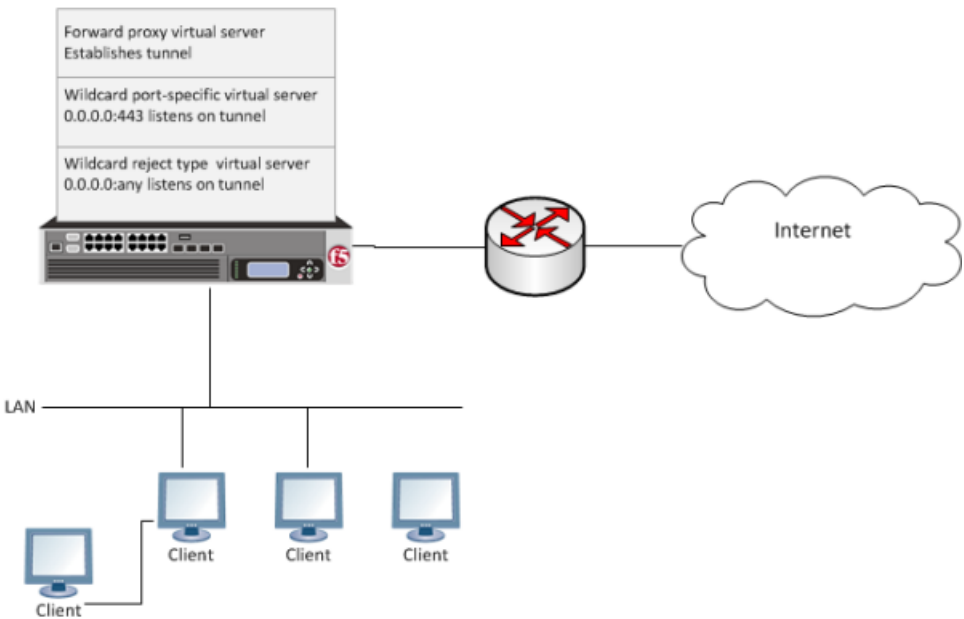 Forward proxy virtual server
Establishes tunnel
Wildcard port-specific virtual server
0.0.0.0:443 listens on tunnel
Wildcard reject type virtual server
0.0.0.0:any listens on tunnel
f5
Internet
LAN
Client
Client
Client
Client